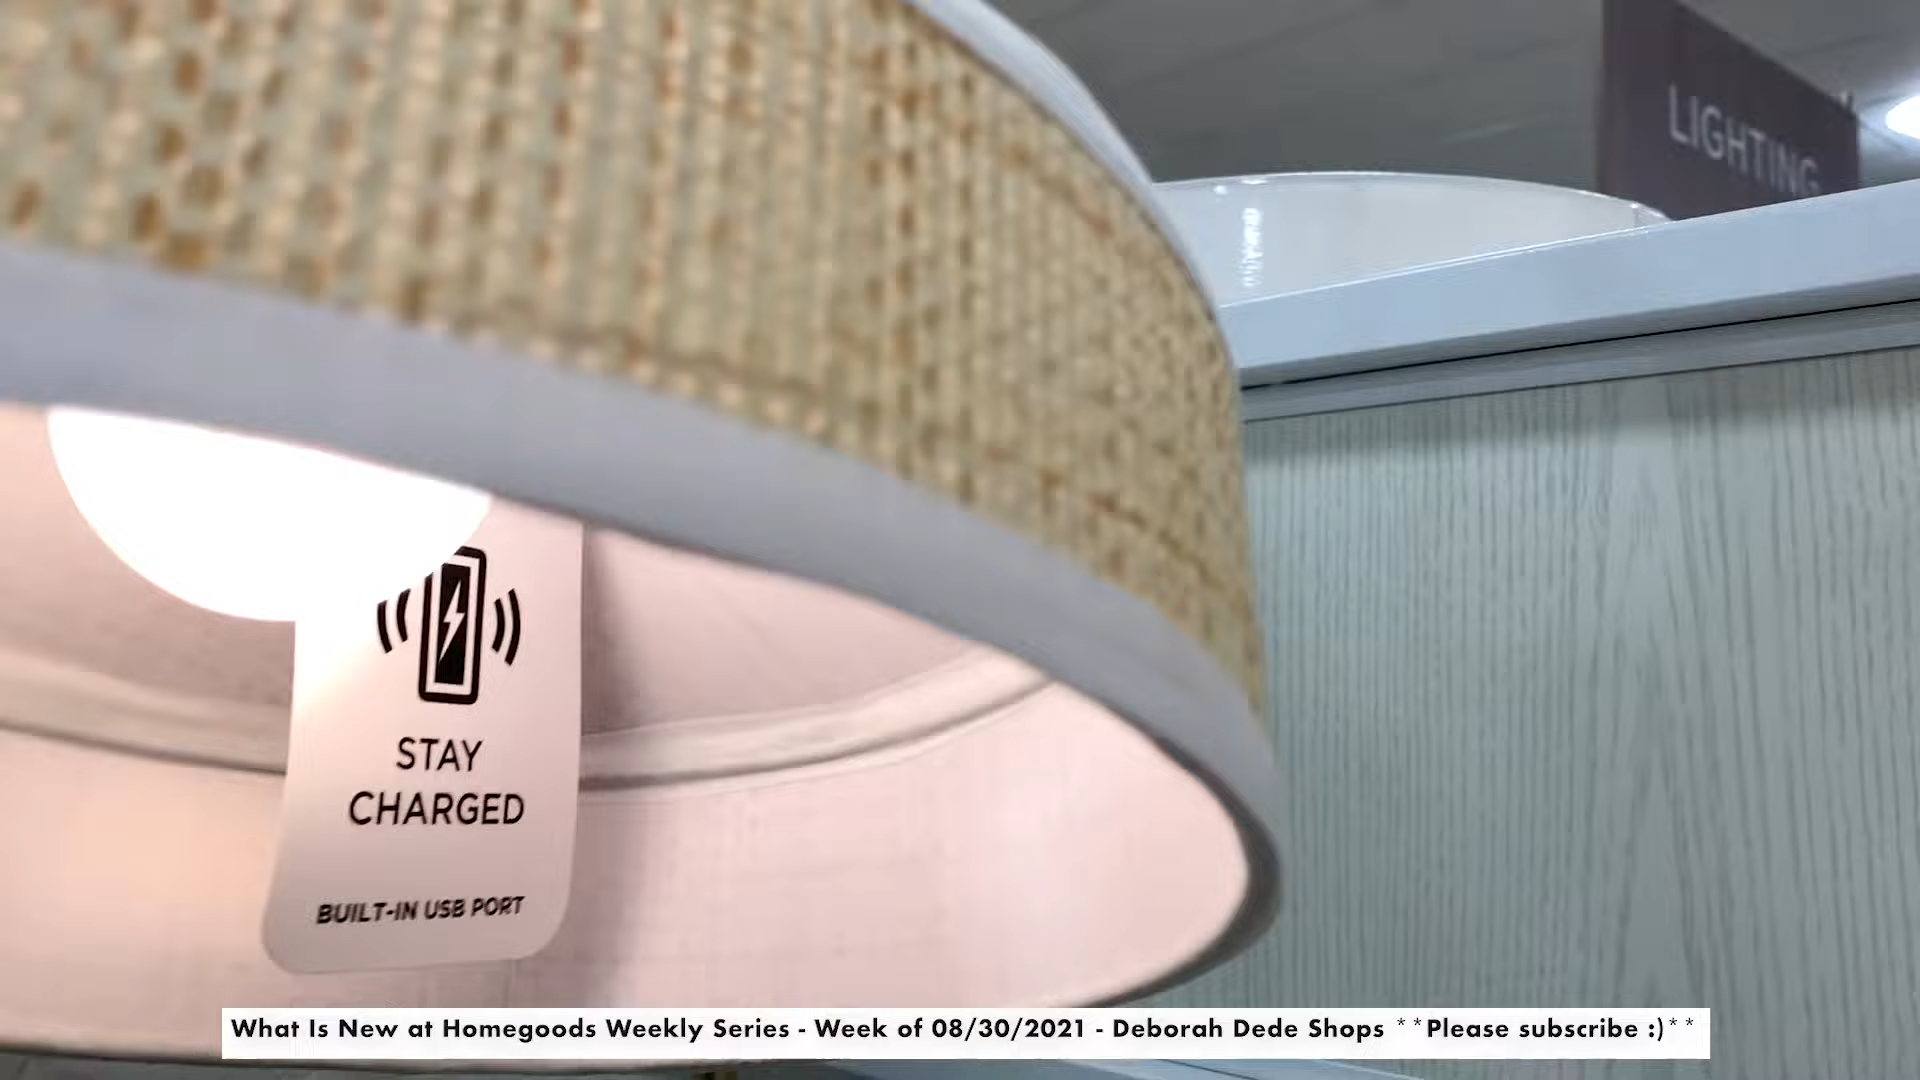 LIGHTING
STAY
CHARGED
BUILT-IN USB PORT
What Is New at Homegoods Weekly Series - Week of 08/30/2021 - Deborah Dede Shops **Please subscribe :)**